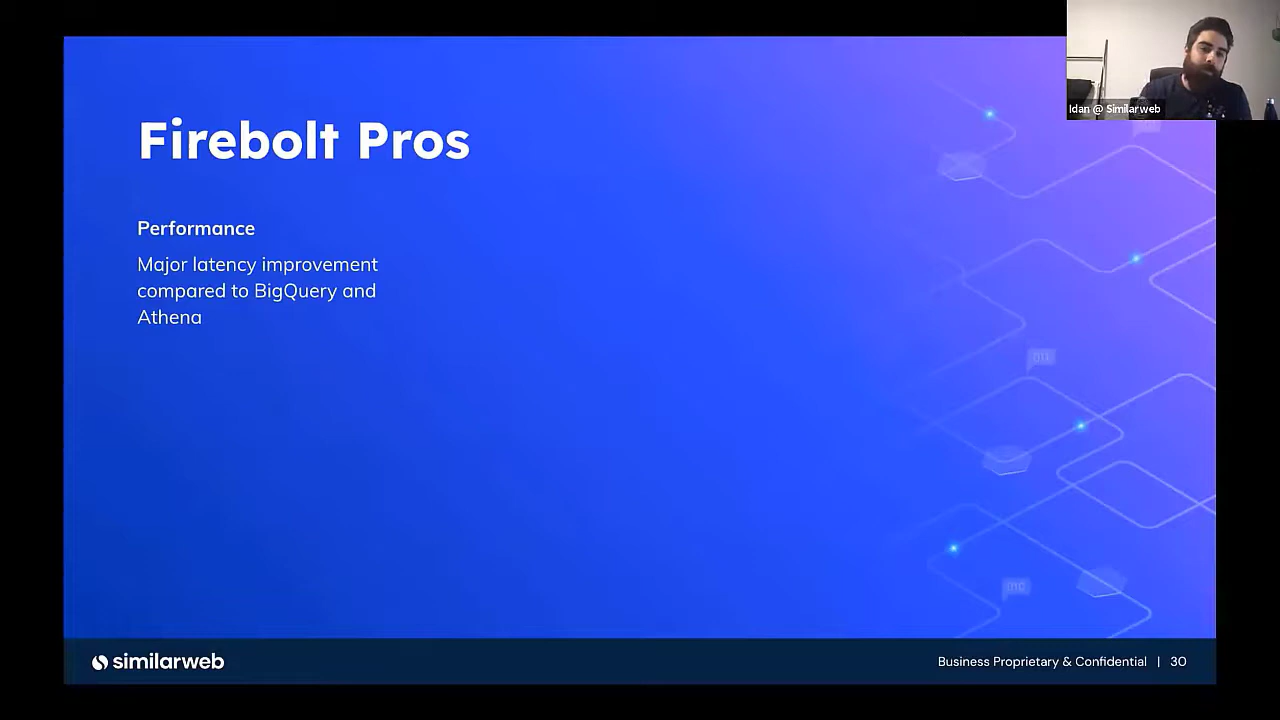 Firebolt Pros
Performance
Major latency improvement
compared to BigQuery and
Athena
Idan @ Similarweb
similarweb
Business Proprietary & Confidential | 30